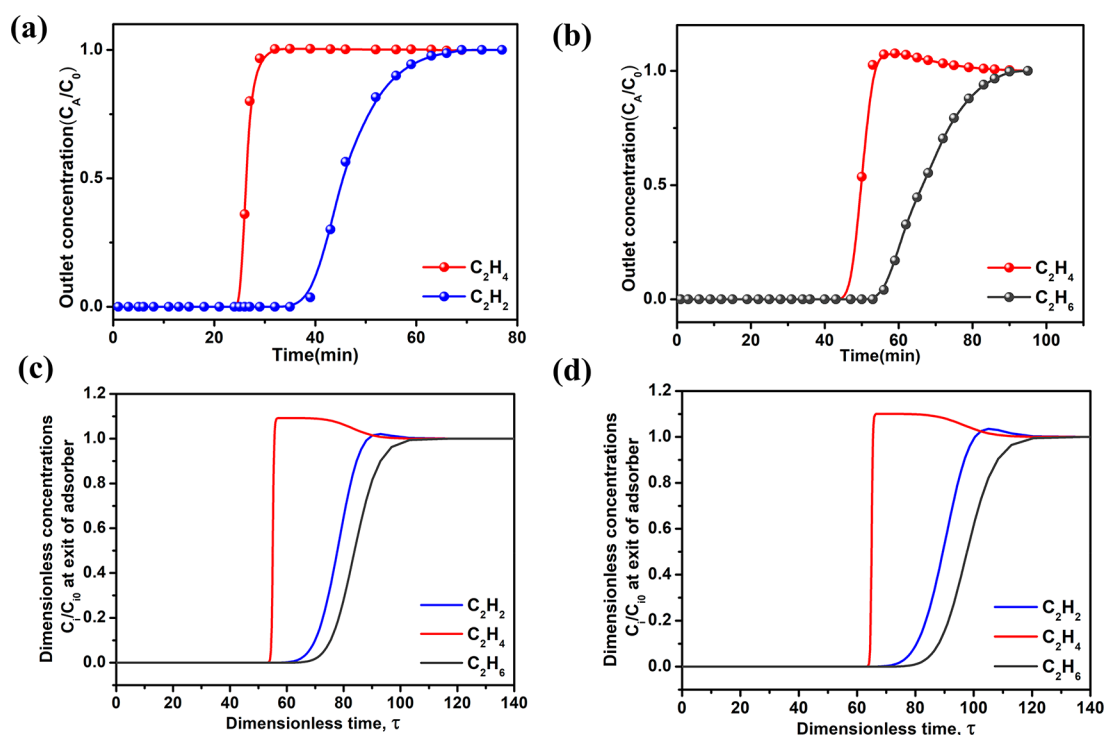 (a)
Outlet concentration(C_A/C_0)
1.0
0.5
0.0
C₂H₄
C₂H₂
0 20 40 60 80
Time(min)
(b)
Outlet concentration(C_A/C_0)
1.0
0.5
0.0
C₂H₄
C₂H₆
0 20 40 60 80 100
Time(min)
(c)
Dimensionless concentrations
C_i/C_i0 at exit of adsorber
1.2
1.0
0.8
0.6
0.4
0.2
0.0
C₂H₂
C₂H₄
C₂H₆
0 20 40 60 80 100 120 140
Dimensionless time, τ
(d)
Dimensionless concentrations
C_i/C_i0 at exit of adsorber
1.2
1.0
0.8
0.6
0.4
0.2
0.0
C₂H₂
C₂H₄
C₂H₆
0 20 40 60 80 100 120 140
Dimensionless time, τ